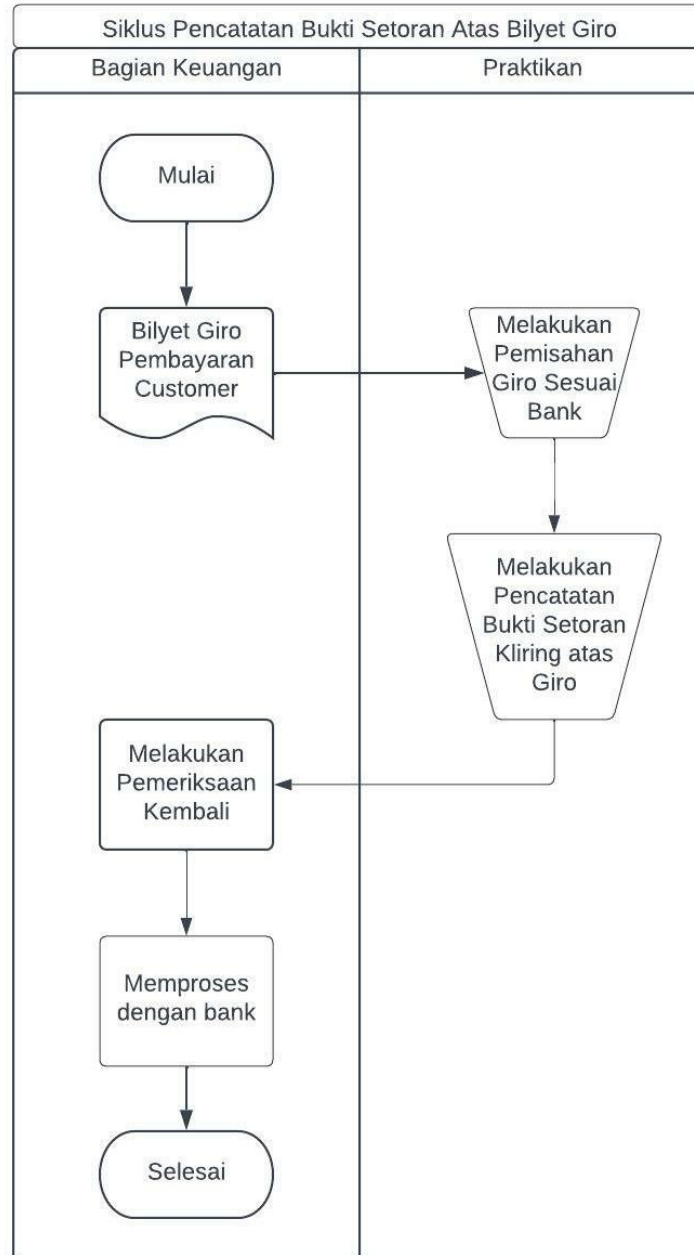 Siklus Pencatatan Bukti Setoran Atas Bilyet Giro
Bagian Keuangan
Praktikan
Mulai
Bilyet Giro
Pembayaran
Customer
Melakukan
Pemisahan
Giro Sesuai
Bank
Melakukan
Pencatatan
Bukti Setoran
Kliring atas
Giro
Melakukan
Pemeriksaan
Kembali
Memproses
dengan bank
Selesai